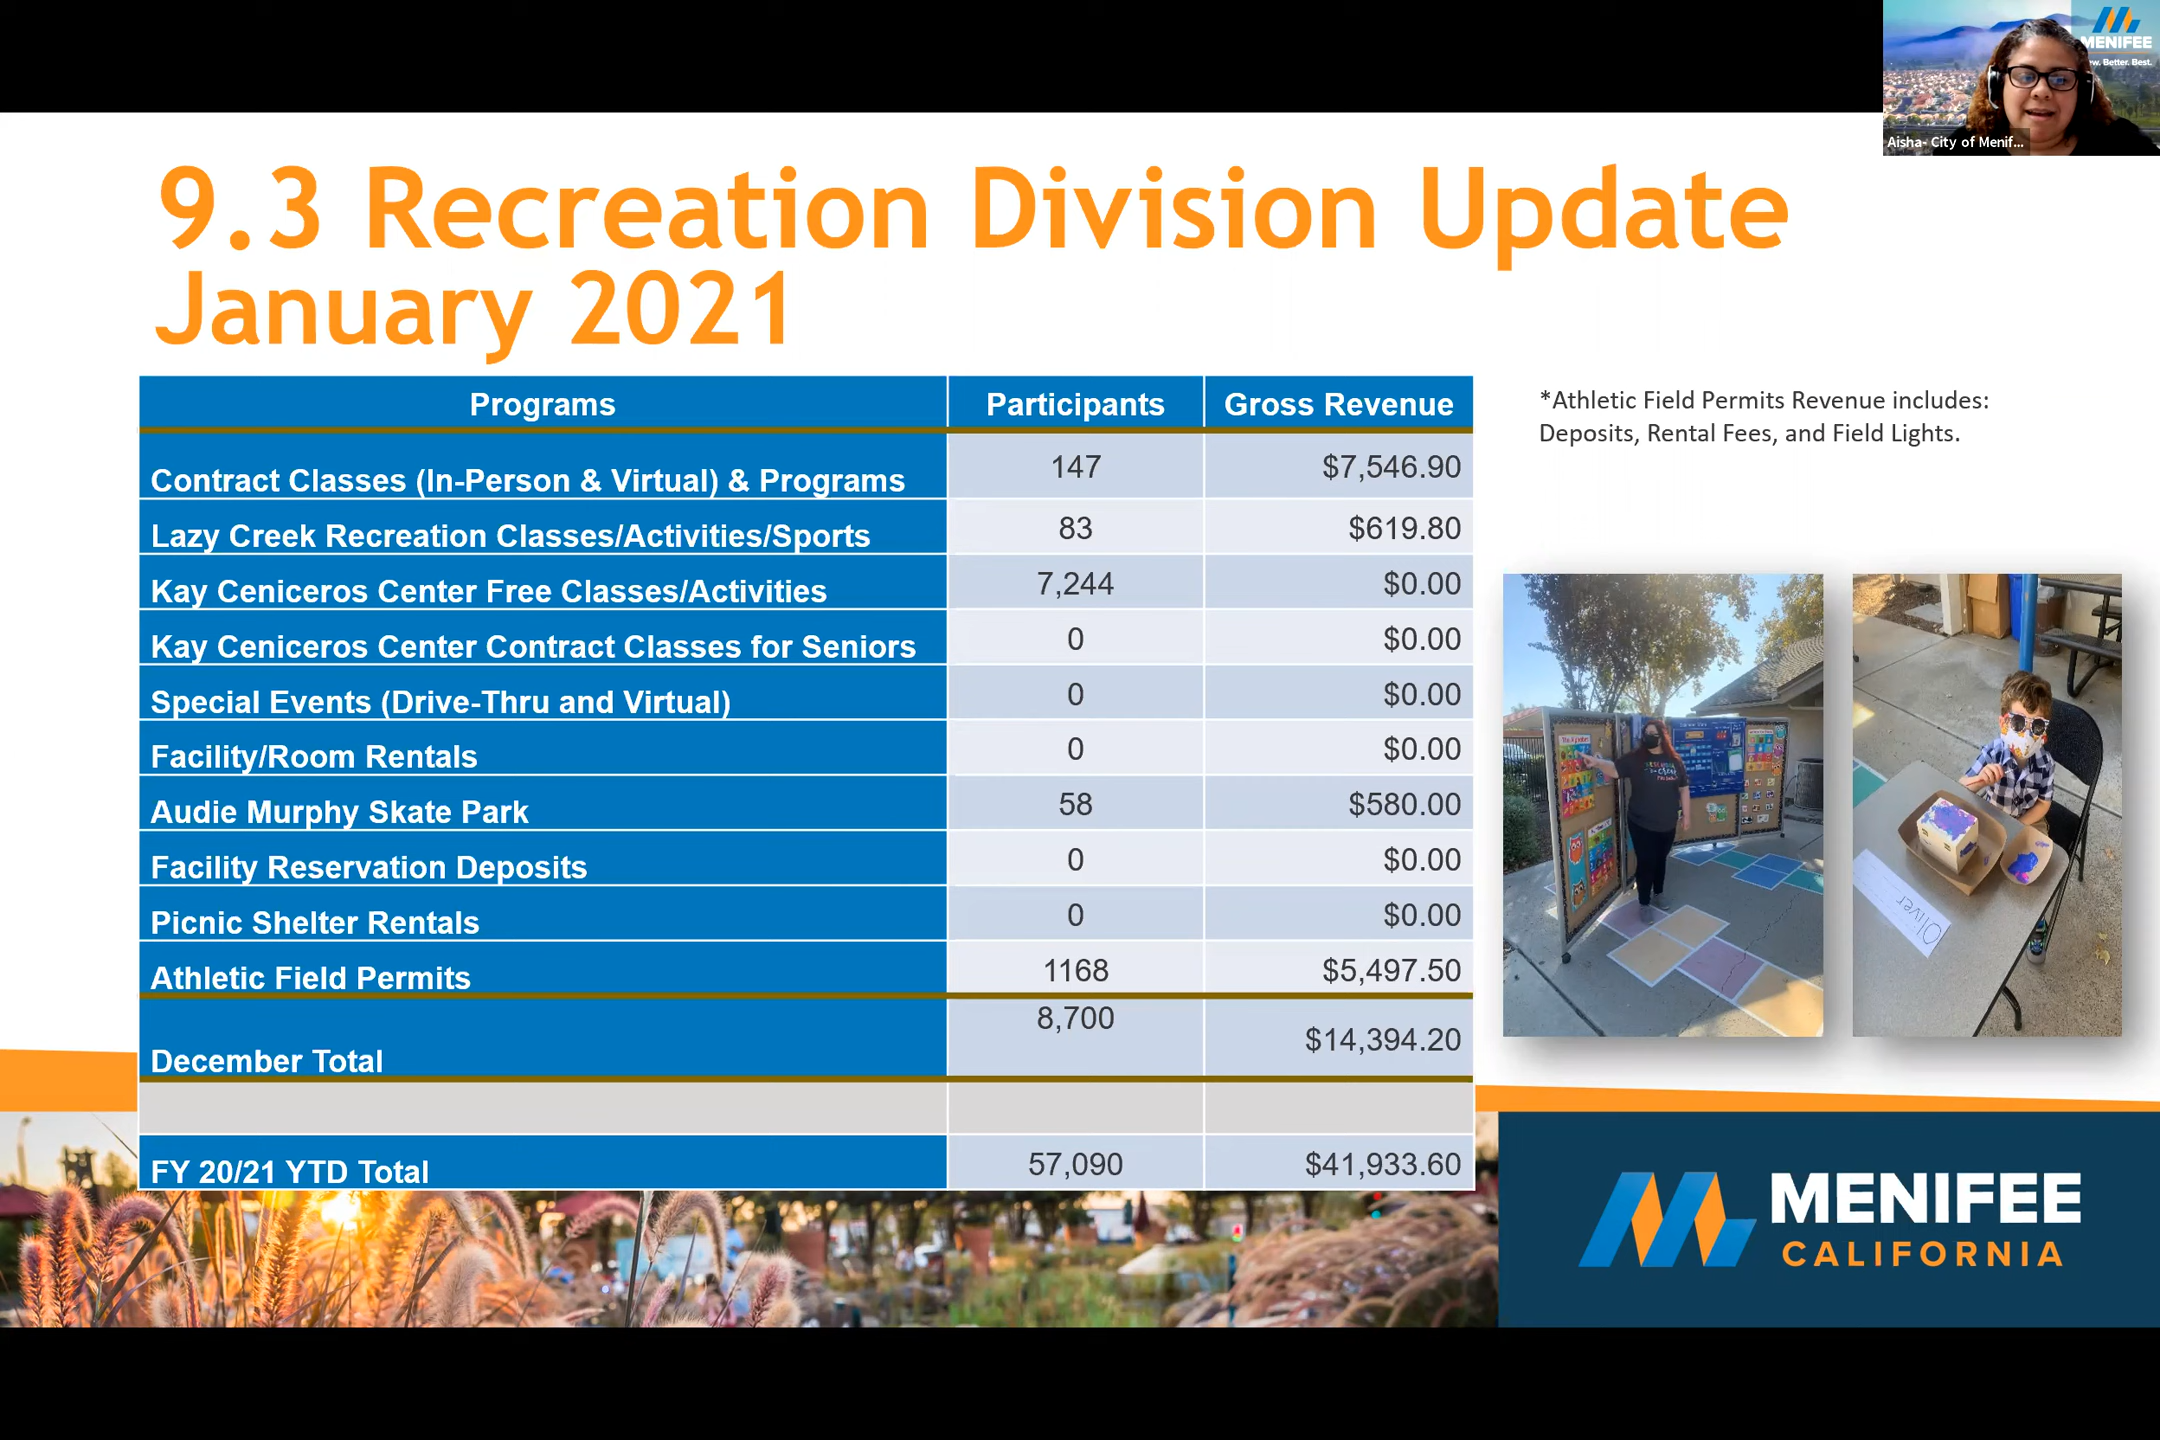 MENIFEE
ew. Better. Best.
Aisha- City of Menif...
9.3 Recreation Division Update
January 2021
Programs Participants Gross Revenue
Contract Classes (In-Person & Virtual) & Programs 147 $7,546.90
Lazy Creek Recreation Classes/Activities/Sports 83 $619.80
Kay Ceniceros Center Free Classes/Activities 7,244 $0.00
Kay Ceniceros Center Contract Classes for Seniors 0 $0.00
Special Events (Drive-Thru and Virtual) 0 $0.00
Facility/Room Rentals 0 $0.00
Audie Murphy Skate Park 58 $580.00
Facility Reservation Deposits 0 $0.00
Picnic Shelter Rentals 0 $0.00
Athletic Field Permits 1168 $5,497.50
December Total 8,700 $14,394.20
FY 20/21 YTD Total 57,090 $41,933.60
*Athletic Field Permits Revenue includes:
Deposits, Rental Fees, and Field Lights.
Oliver
MENIFEE
CALIFORNIA